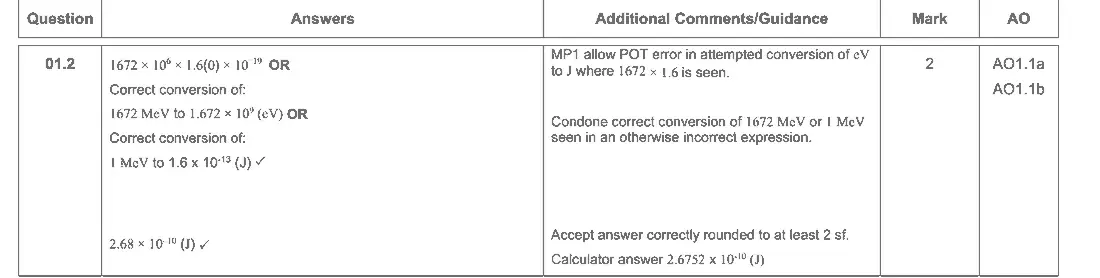 Question Answers Additional Comments/Guidance Mark AO
01.2 1672 × 10⁶ × 1.6(0) × 10⁻¹⁹ OR MP1 allow POT error in attempted conversion of eV 2 AO1.1a
to J where 1672 × 1.6 is seen.
Correct conversion of: AO1.1b
1672 MeV to 1.672 × 10⁹ (eV) OR
Condone correct conversion of 1672 MeV or 1 MeV
Correct conversion of: seen in an otherwise incorrect expression.
1 MeV to 1.6 x 10⁻¹³ (J) ✓
Accept answer correctly rounded to at least 2 sf.
2.68 × 10⁻¹⁰ (J) ✓
Calculator answer 2.6752 x 10⁻¹⁰ (J)